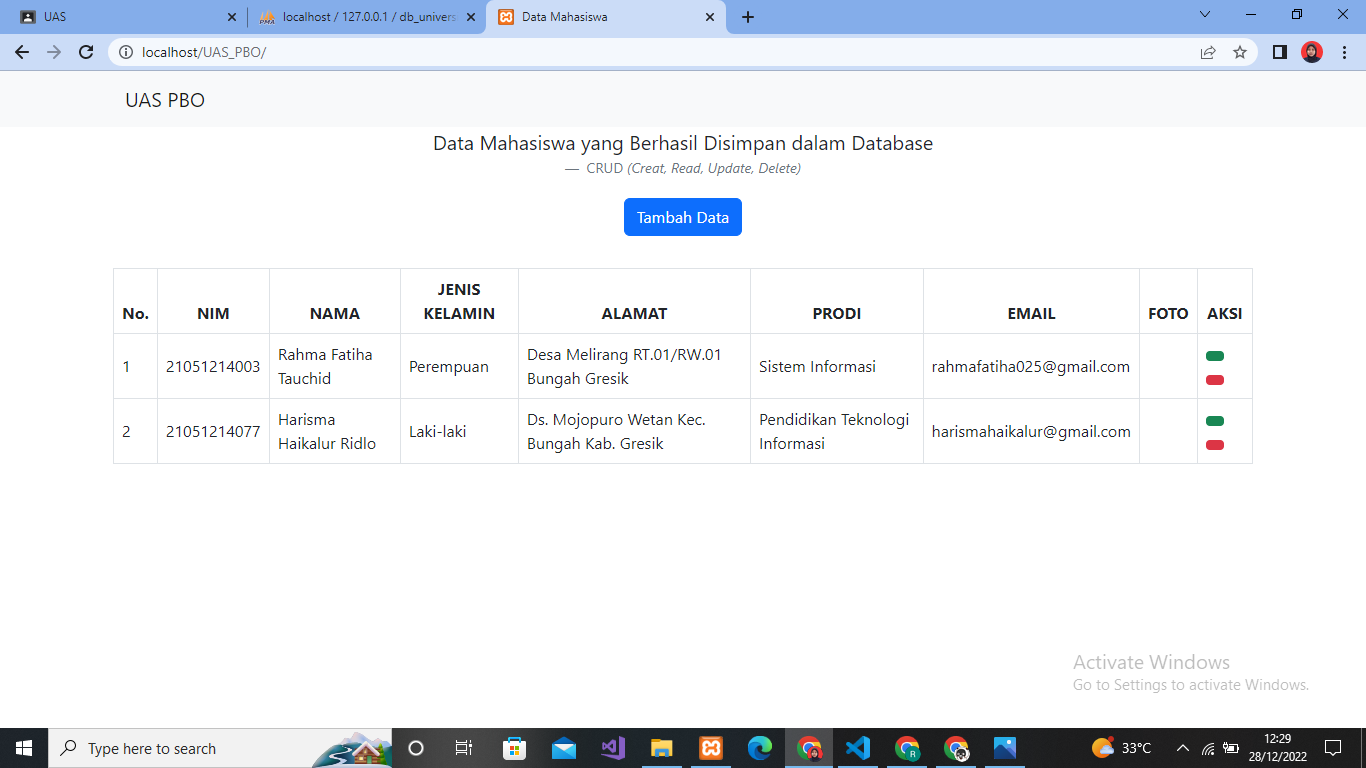 UAS
localhost / 127.0.0.1 / db_univers
Data Mahasiswa
localhost/UAS_PBO/
UAS PBO
Data Mahasiswa yang Berhasil Disimpan dalam Database
— CRUD (Creat, Read, Update, Delete)
Tambah Data
No. NIM NAMA JENIS KELAMIN ALAMAT PRODI EMAIL FOTO AKSI
1 21051214003 Rahma Fatiha Tauchid Perempuan Desa Melirang RT.01/RW.01 Bungah Gresik Sistem Informasi rahmafatiha025@gmail.com
2 21051214077 Harisma Haikalur Ridlo Laki-laki Ds. Mojopuro Wetan Kec. Bungah Kab. Gresik Pendidikan Teknologi Informasi harismahaikalur@gmail.com
Activate Windows
Go to Settings to activate Windows.
Type here to search
33°C
12:29
28/12/2022